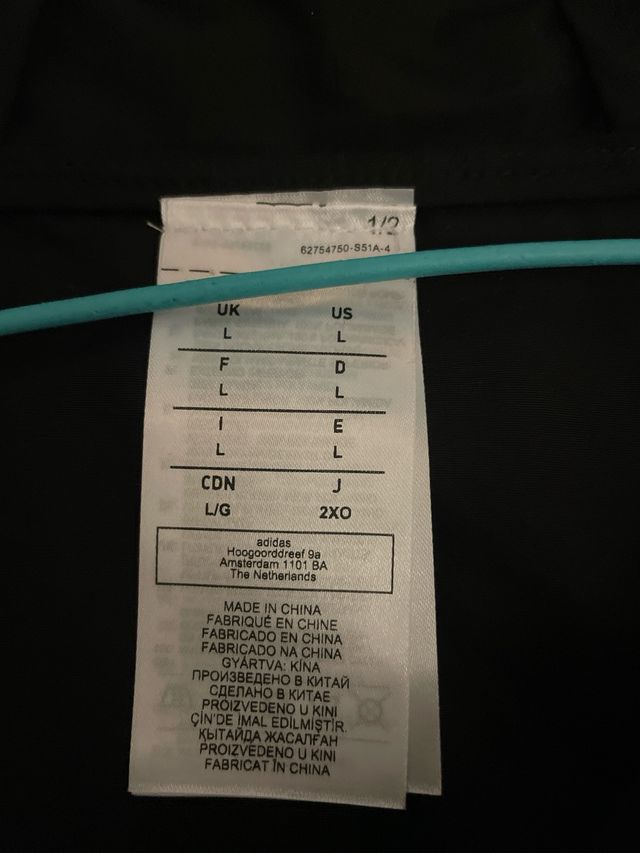 1/2
62754750-S51A-4
UK US
L L
F D
L L
I E
L L
CDN J
L/G 2XO
adidas
Hoogoorddreef 9a
Amsterdam 1101 BA
The Netherlands
MADE IN CHINA
FABRIQUÉ EN CHINE
FABRICADO EN CHINA
FABRICADO NA CHINA
GYÁRTVA: KÍNA
ПРОИЗВЕДЕНО В КИТАЙ
СДЕЛАНО В КИТАЕ
PROIZVEDENO U KINI
ÇİN'DE İMAL EDİLMİŞTİR.
ҚЫТАЙДА ЖАСАЛҒАН
PROIZVEDENO U KINI
FABRICAT ÎN CHINA